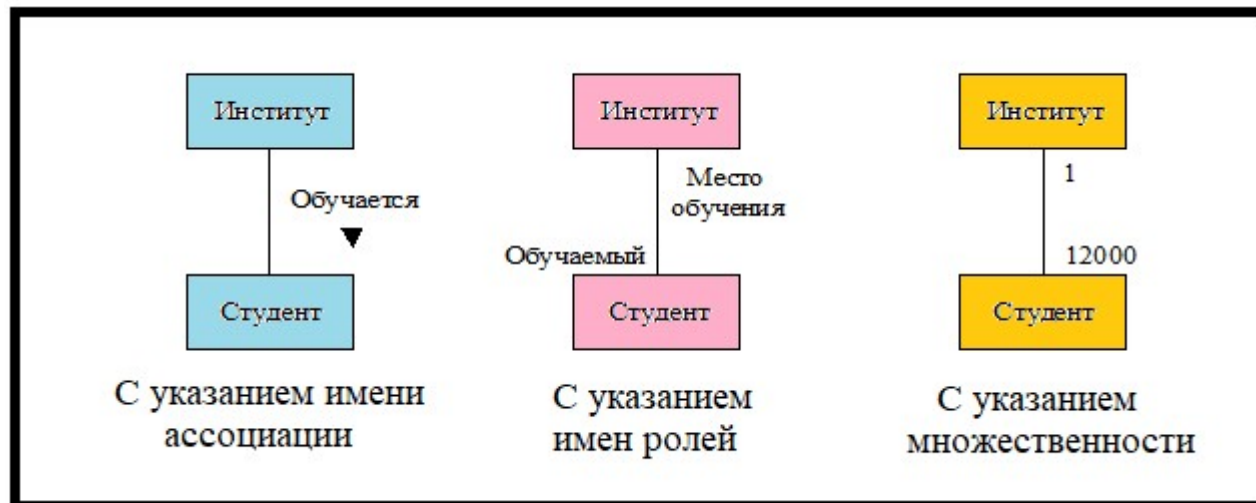 Институт
Обучается
Студент
С указанием имени
ассоциации
Институт
Место
обучения
Обучаемый
Студент
С указанием
имен ролей
Институт
1
12000
Студент
С указанием
множественности